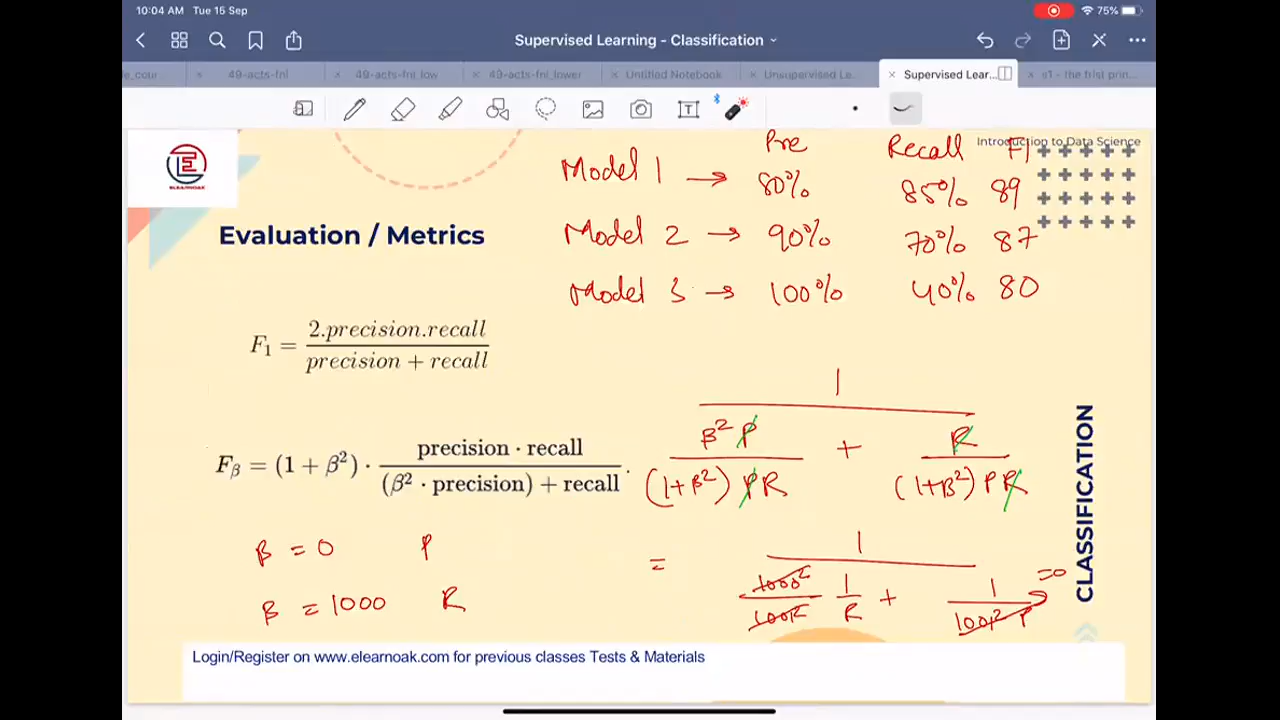 10:04 AM Tue 15 Sep
75%
Supervised Learning - Classification
49-acts-fnl
49-acts-fnl_low
49-acts-fnl_lower
Untitled Notebook
Unsupervised Le...
Supervised Lear...
T
ELEARNOAK
Introduction to Data Science
Pre Recall F1
Model 1 → 80% 85% 89
Model 2 → 90% 70% 87
Model 3 → 100% 40% 80
Evaluation / Metrics
F₁ = 2.precision.recall / precision + recall
1
β² P / (1+β²) PR + R / (1+β²) PR
Fβ = (1 + β²) · precision · recall / (β² · precision) + recall .
β = 0 P
β = 1000 R
= 1
1000² / 1000² 1/R + 1 / 1000² P =0
CLASSIFICATION
Login/Register on www.elearnoak.com for previous classes Tests & Materials